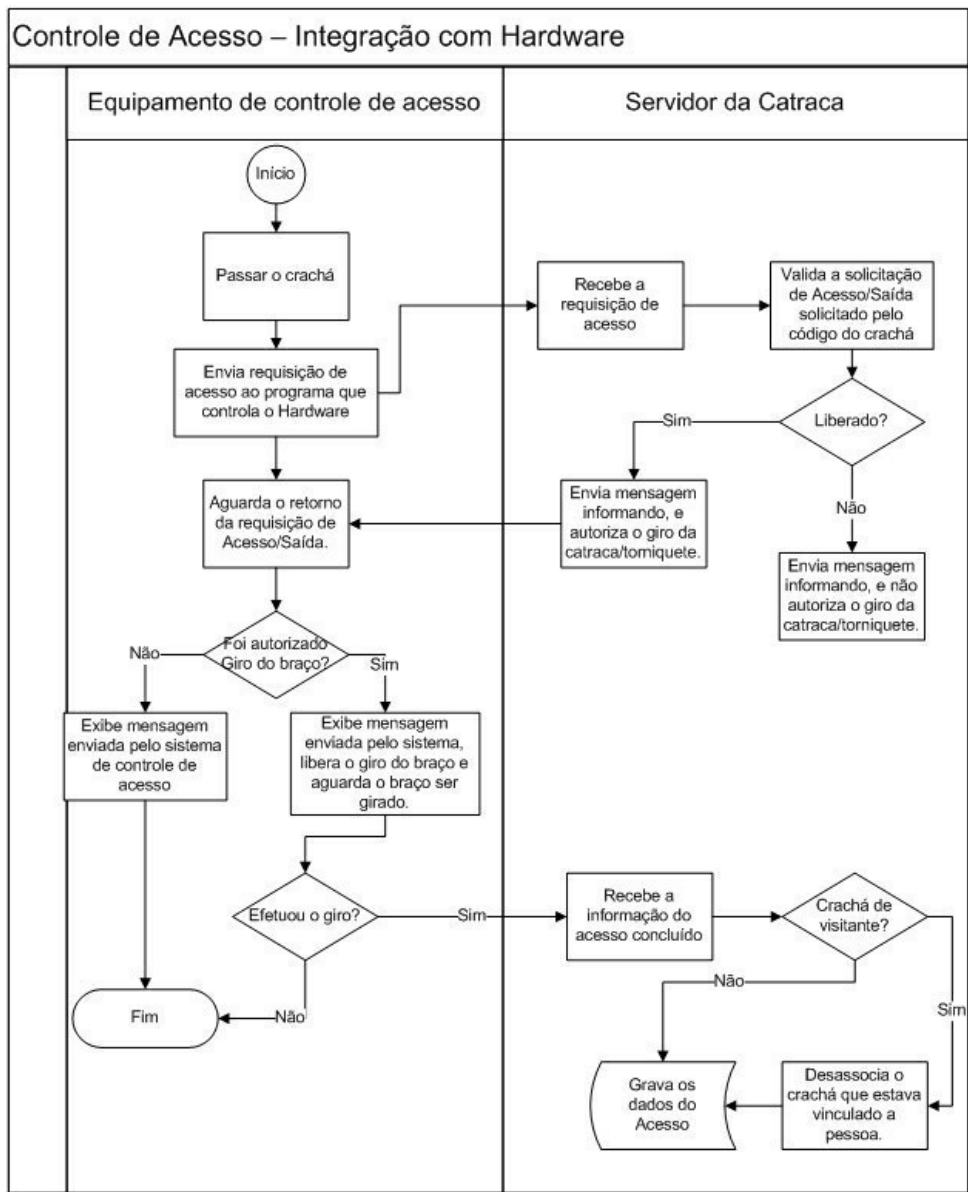 Controle de Acesso – Integração com Hardware
Equipamento de controle de acesso
Servidor da Catraca
Início
Passar o crachá
Envia requisição de
acesso ao programa que
controla o Hardware
Recebe a
requisição de
acesso
Valida a solicitação
de Acesso/Saída
solicitado pelo
código do crachá
Liberado?
Sim
Não
Envia mensagem
informando, e
autoriza o giro da
catraca/torniquete.
Envia mensagem
informando, e não
autoriza o giro da
catraca/torniquete.
Aguarda o retorno
da requisição de
Acesso/Saída.
Foi autorizado
Giro do braço?
Não
Sim
Exibe mensagem
enviada pelo sistema
de controle de
acesso
Exibe mensagem
enviada pelo sistema,
libera o giro do braço e
aguarda o braço ser
girado.
Efetuou o giro?
Sim
Não
Fim
Recebe a
informação do
acesso concluído
Crachá de
visitante?
Não
Sim
Desassocia o
crachá que estava
vinculado a
pessoa.
Grava os
dados do
Acesso